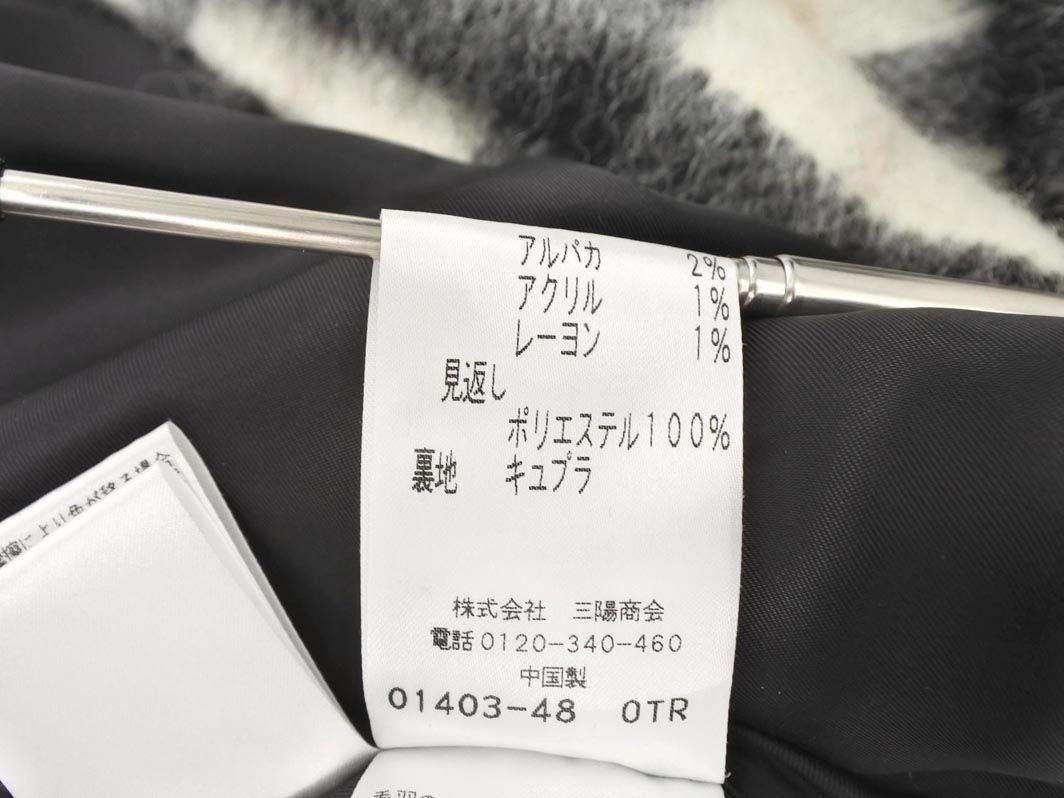 アルパカ 2%
アクリル 1%
レーヨン 1%
見返し
ポリエステル100%
裏地 キュプラ
株式会社 三陽商会
電話0120-340-460
中国製
01403-48 OTR